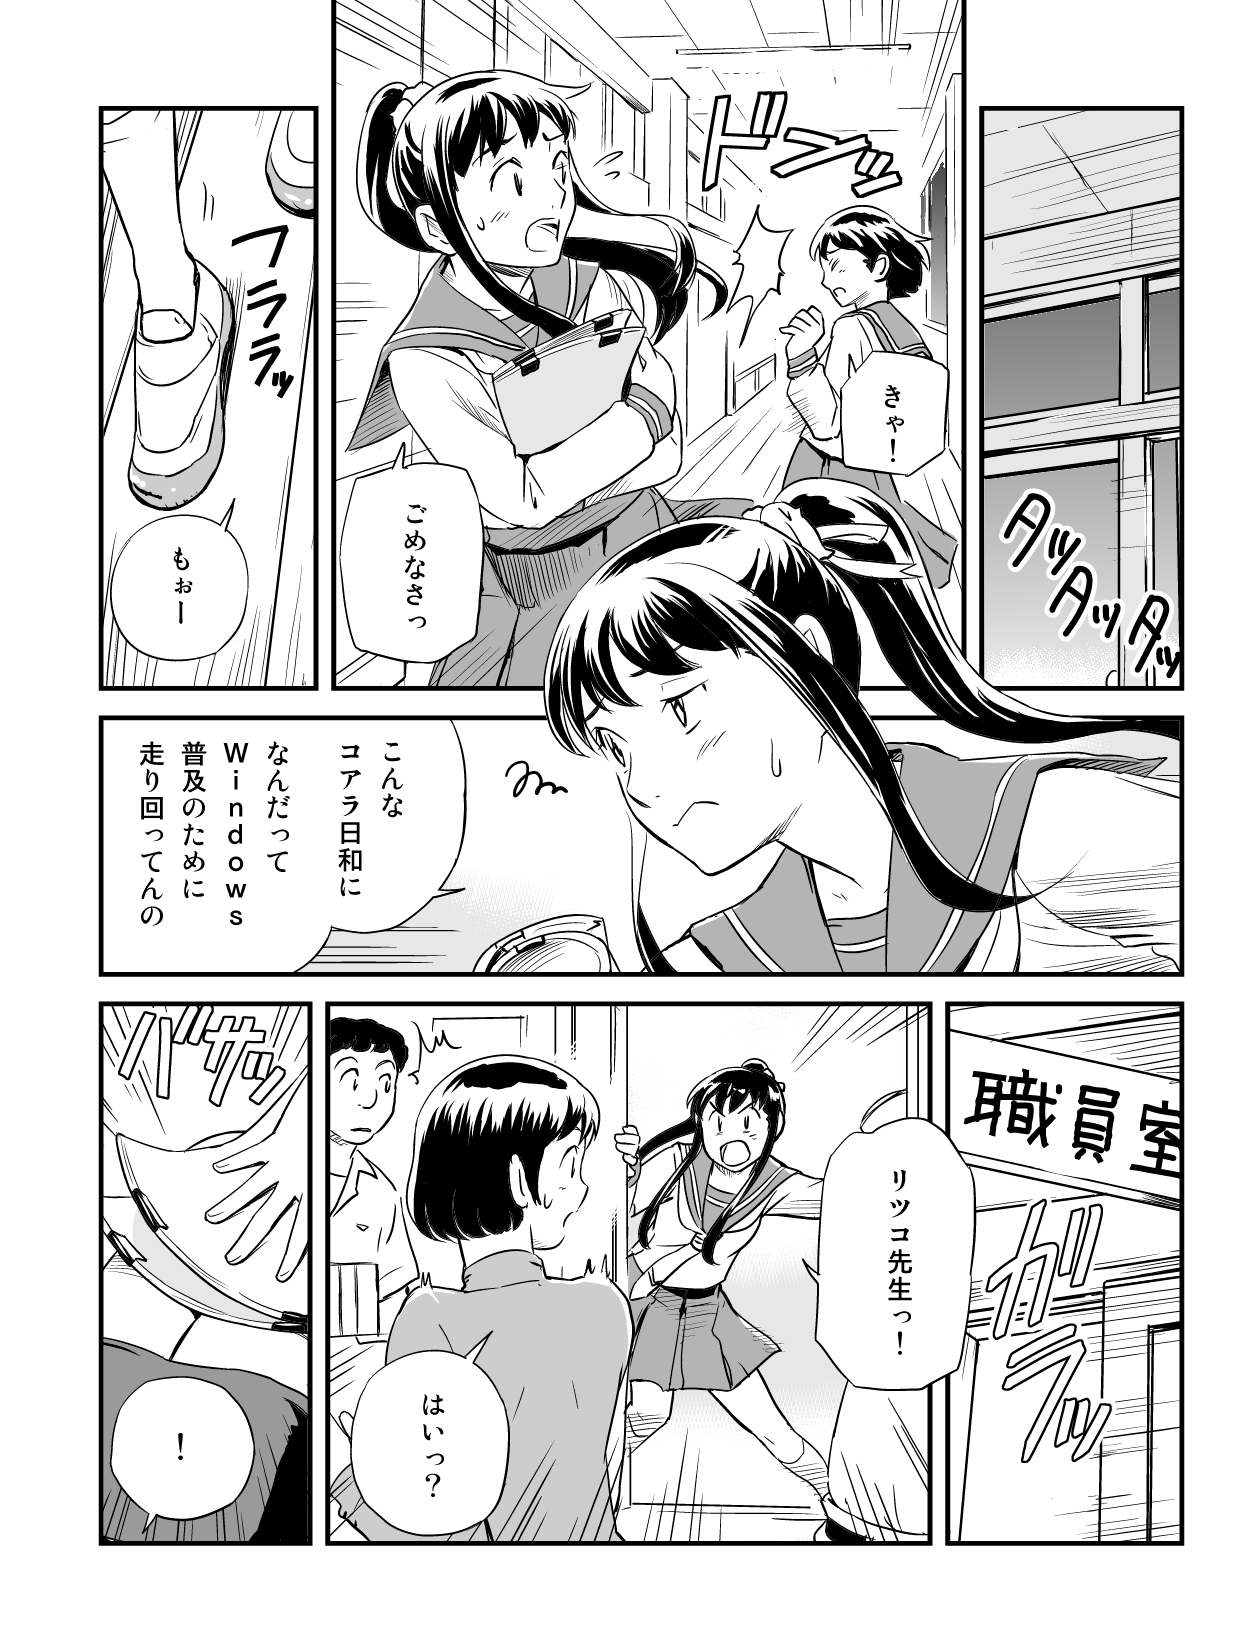 タッタッタッ
ドンッ
きゃ！
ごめなさっ
フララッ
もぉー
こんな
コアラ日和に
なんだって
Windows
普及のために
走り回ってんの
職員室
ガラッ
リツコ先生っ！
はいっ？
バサッ
！